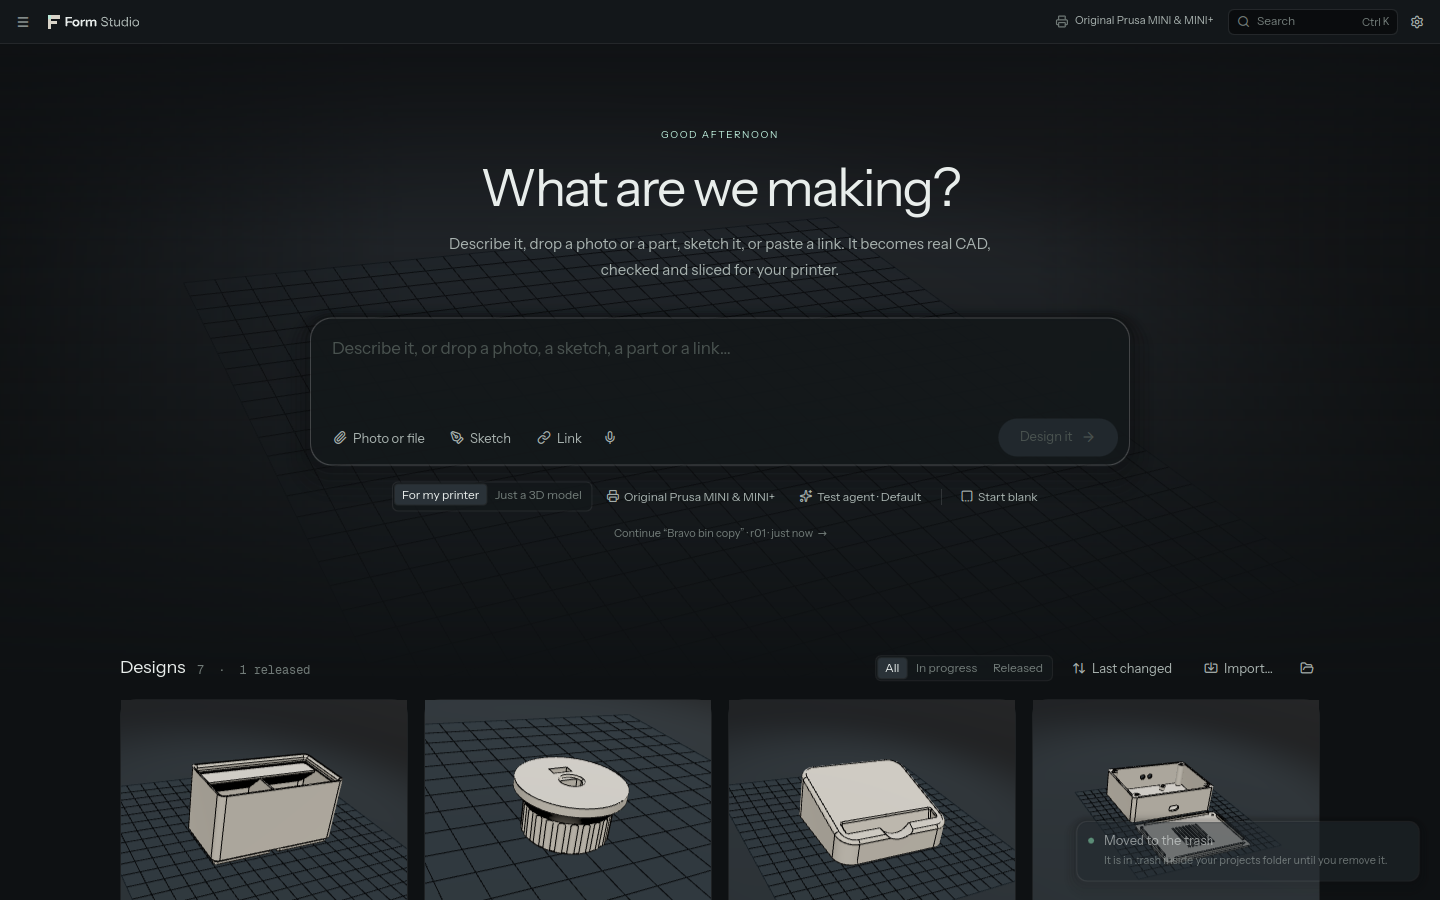 Form Studio
Original Prusa MINI & MINI+
Search
Ctrl K
GOOD AFTERNOON
What are we making?
Describe it, drop a photo or a part, sketch it, or paste a link. It becomes real CAD,
checked and sliced for your printer.
Describe it, or drop a photo, a sketch, a part or a link...
Photo or file
Sketch
Link
Design it
For my printer
Just a 3D model
Original Prusa MINI & MINI+
Test agent · Default
Start blank
Continue “Bravo bin copy” · r01 · just now →
Designs 7 · 1 released
All
In progress
Released
Last changed
Import...
Moved to the trash
It is in .trash inside your projects folder until you remove it.